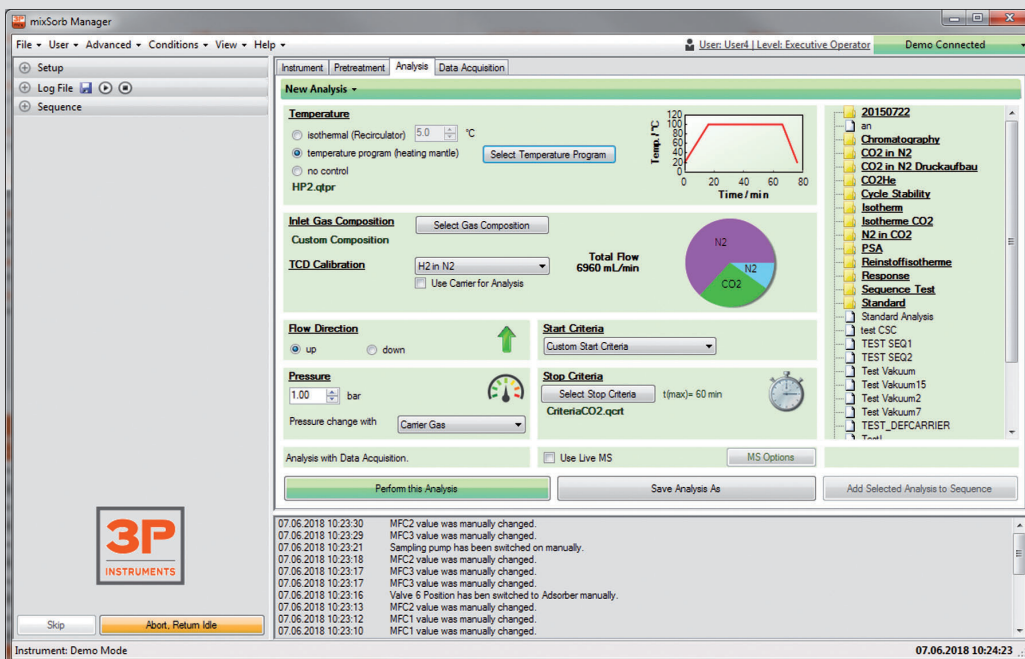 mixSorb Manager
File User Advanced Conditions View Help
User: User4 | Level: Executive Operator
Demo Connected
Setup
Log File
Sequence
Instrument Pretreatment Analysis Data Acquisition
New Analysis
Temperature
isothermal (Recirculator) 5.0 °C
temperature program (heating mantle) Select Temperature Program
no control
HP2.qtpr
Temp. / °C
120
100
80
60
40
20
0
0 20 40 60 80
Time / min
Inlet Gas Composition Select Gas Composition
Custom Composition
TCD Calibration H2 in N2
Use Carrier for Analysis
Total Flow
6960 mL/min
N2
N2
CO2
Flow Direction
up down
Start Criteria
Custom Start Criteria
Pressure
1.00 bar
Pressure change with Carrier Gas
Stop Criteria
Select Stop Criteria t(max)= 60 min
CriteriaCO2.qcrt
Analysis with Data Acquisition.
Use Live MS MS Options
Perfom this Analysis Save Analysis As Add Selected Analysis to Sequence
20150722
an
Chromatography
CO2 in N2
CO2 in N2 Druckaufbau
CO2He
Cycle Stability
Isotherm
Isotherme CO2
N2 in CO2
PSA
Reinstoffisotherme
Response
Sequence Test
Standard
Standard Analysis
test CSC
TEST SEQ1
TEST SEQ2
Test Vakuum
Test Vakuum15
Test Vakuum2
Test Vakuum7
TEST_DEFCARRIER
07.06.2018 10:23:30 MFC2 value was manually changed.
07.06.2018 10:23:29 MFC3 value was manually changed.
07.06.2018 10:23:21 Sampling pump has been switched on manually.
07.06.2018 10:23:18 MFC2 value was manually changed.
07.06.2018 10:23:17 MFC3 value was manually changed.
07.06.2018 10:23:17 MFC3 value was manually changed.
07.06.2018 10:23:16 Valve 6 Position has ben switched to Adsorber manually.
07.06.2018 10:23:13 MFC2 value was manually changed.
07.06.2018 10:23:12 MFC1 value was manually changed.
07.06.2018 10:23:10 MFC1 value was manually changed.
3P
INSTRUMENTS
Skip Abort, Return Idle
Instrument: Demo Mode
07.06.2018 10:24:23